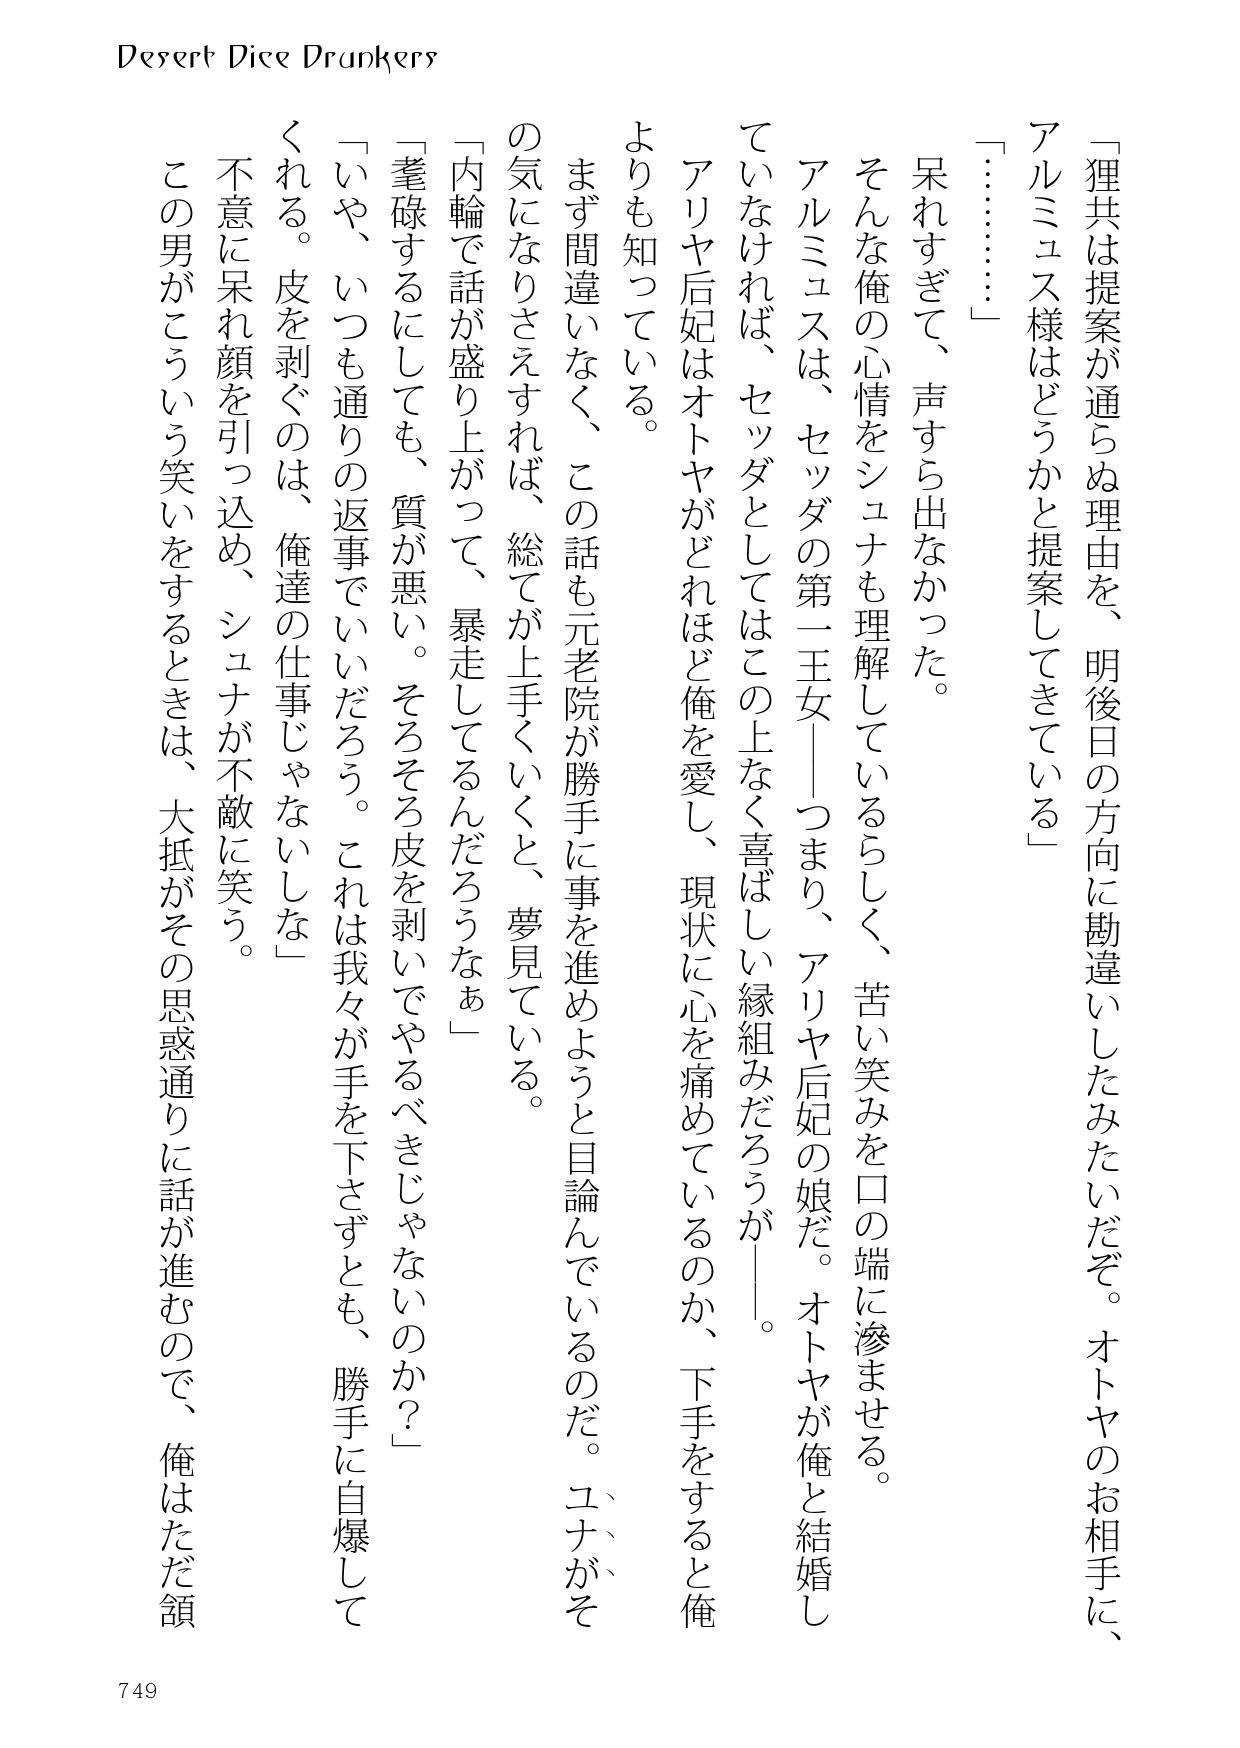 Desert Dice Drunkers
「狸共は提案が通らぬ理由を、明後日の方向に勘違いしたみたいだぞ。オトヤのお相手に、
アルミュス様はどうかと提案してきている」
「…………」
呆れすぎて、声すら出なかった。
そんな俺の心情をシュナも理解しているらしく、苦い笑みを口の端に滲ませる。
アルミュスは、セッダの第一王女――つまり、アリヤ后妃の娘だ。オトヤが俺と結婚し
ていなければ、セッダとしてはこの上なく喜ばしい縁組みだろうが――。
アリヤ后妃はオトヤがどれほど俺を愛し、現状に心を痛めているのか、下手をすると俺
よりも知っている。
まず間違いなく、この話も元老院が勝手に事を進めようと目論んでいるのだ。ユナがそ
の気になりさえすれば、総てが上手くいくと、夢見ている。
「内輪で話が盛り上がって、暴走してるんだろうなぁ」
「耄碌するにしても、質が悪い。そろそろ皮を剥いでやるべきじゃないのか？」
「いや、いつも通りの返事でいいだろう。これは我々が手を下さずとも、勝手に自爆して
くれる。皮を剥ぐのは、俺達の仕事じゃないしな」
不意に呆れ顔を引っ込め、シュナが不敵に笑う。
この男がこういう笑いをするときは、大抵がその思惑通りに話が進むので、俺はただ頷
749